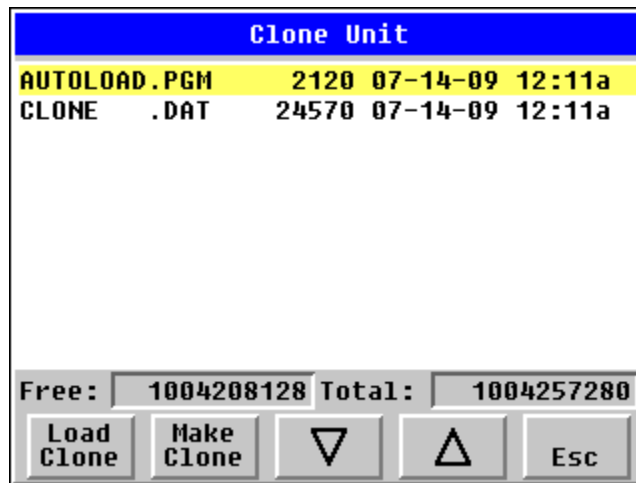 Clone Unit
AUTOLOAD.PGM 2120 07-14-09 12:11a
CLONE .DAT 24570 07-14-09 12:11a
Free: 1004208128 Total: 1004257280
Load Clone Make Clone Esc